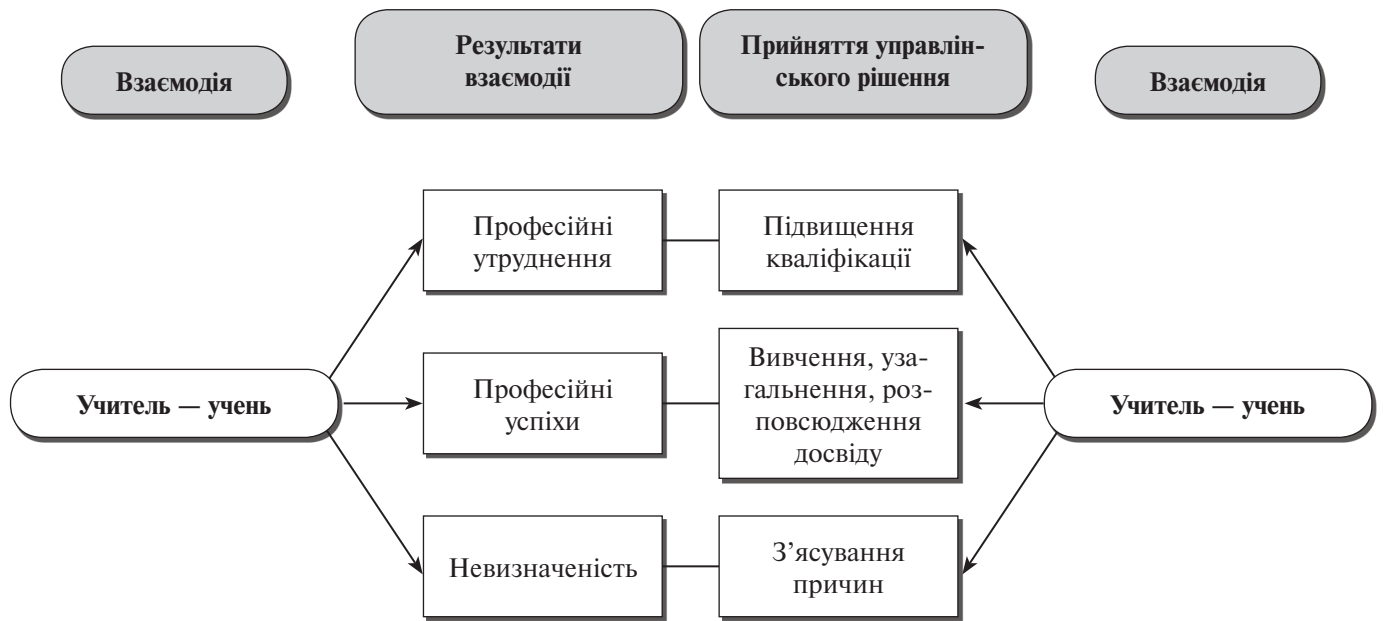 Взаємодія
Результати
взаємодії
Прийняття управлін-
ського рішення
Взаємодія
Професійні
утруднення
Підвищення
кваліфікації
Учитель — учень
Професійні
успіхи
Вивчення, уза-
гальнення, роз-
повсюдження
досвіду
Учитель — учень
Невизначеність
З’ясування
причин